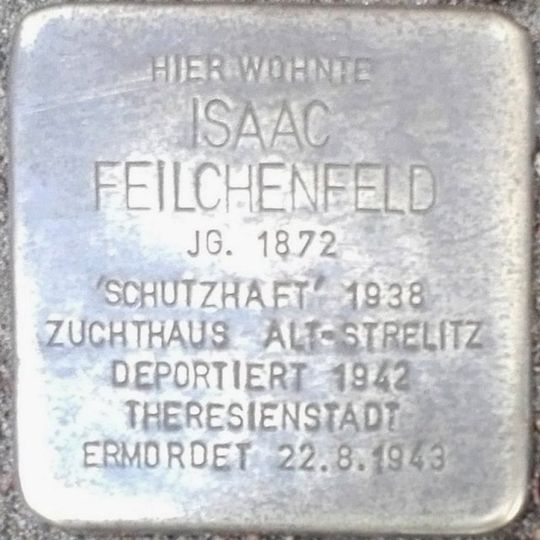 HIER WOHNTE
ISAAC
FEILCHENFELD
JG. 1872
'SCHUTZHAFT' 1938
ZUCHTHAUS ALT-STRELITZ
DEPORTIERT 1942
THERESIENSTADT
ERMORDET 22.8.1943